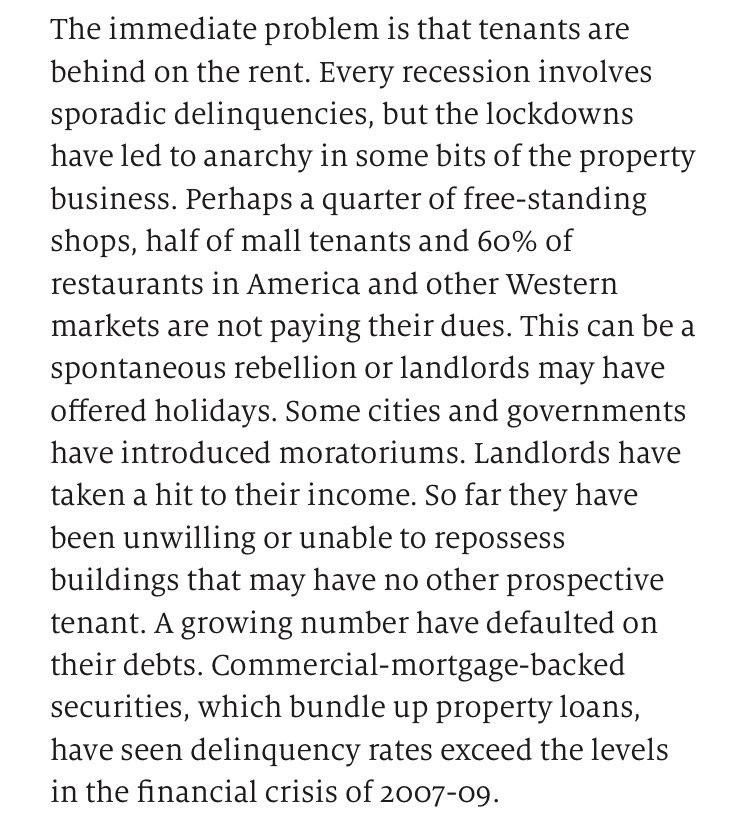 The immediate problem is that tenants are
behind on the rent. Every recession involves
sporadic delinquencies, but the lockdowns
have led to anarchy in some bits of the property
business. Perhaps a quarter of free-standing
shops, half of mall tenants and 60% of
restaurants in America and other Western
markets are not paying their dues. This can be a
spontaneous rebellion or landlords may have
offered holidays. Some cities and governments
have introduced moratoriums. Landlords have
taken a hit to their income. So far they have
been unwilling or unable to repossess
buildings that may have no other prospective
tenant. A growing number have defaulted on
their debts. Commercial-mortgage-backed
securities, which bundle up property loans,
have seen delinquency rates exceed the levels
in the financial crisis of 2007-09.